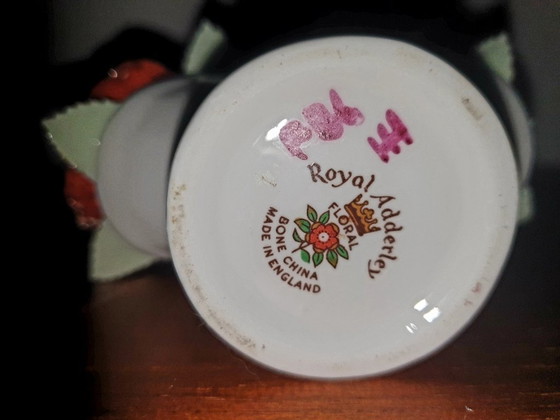 Royal Adderley
FLORAL
BONE CHINA
MADE IN ENGLAND